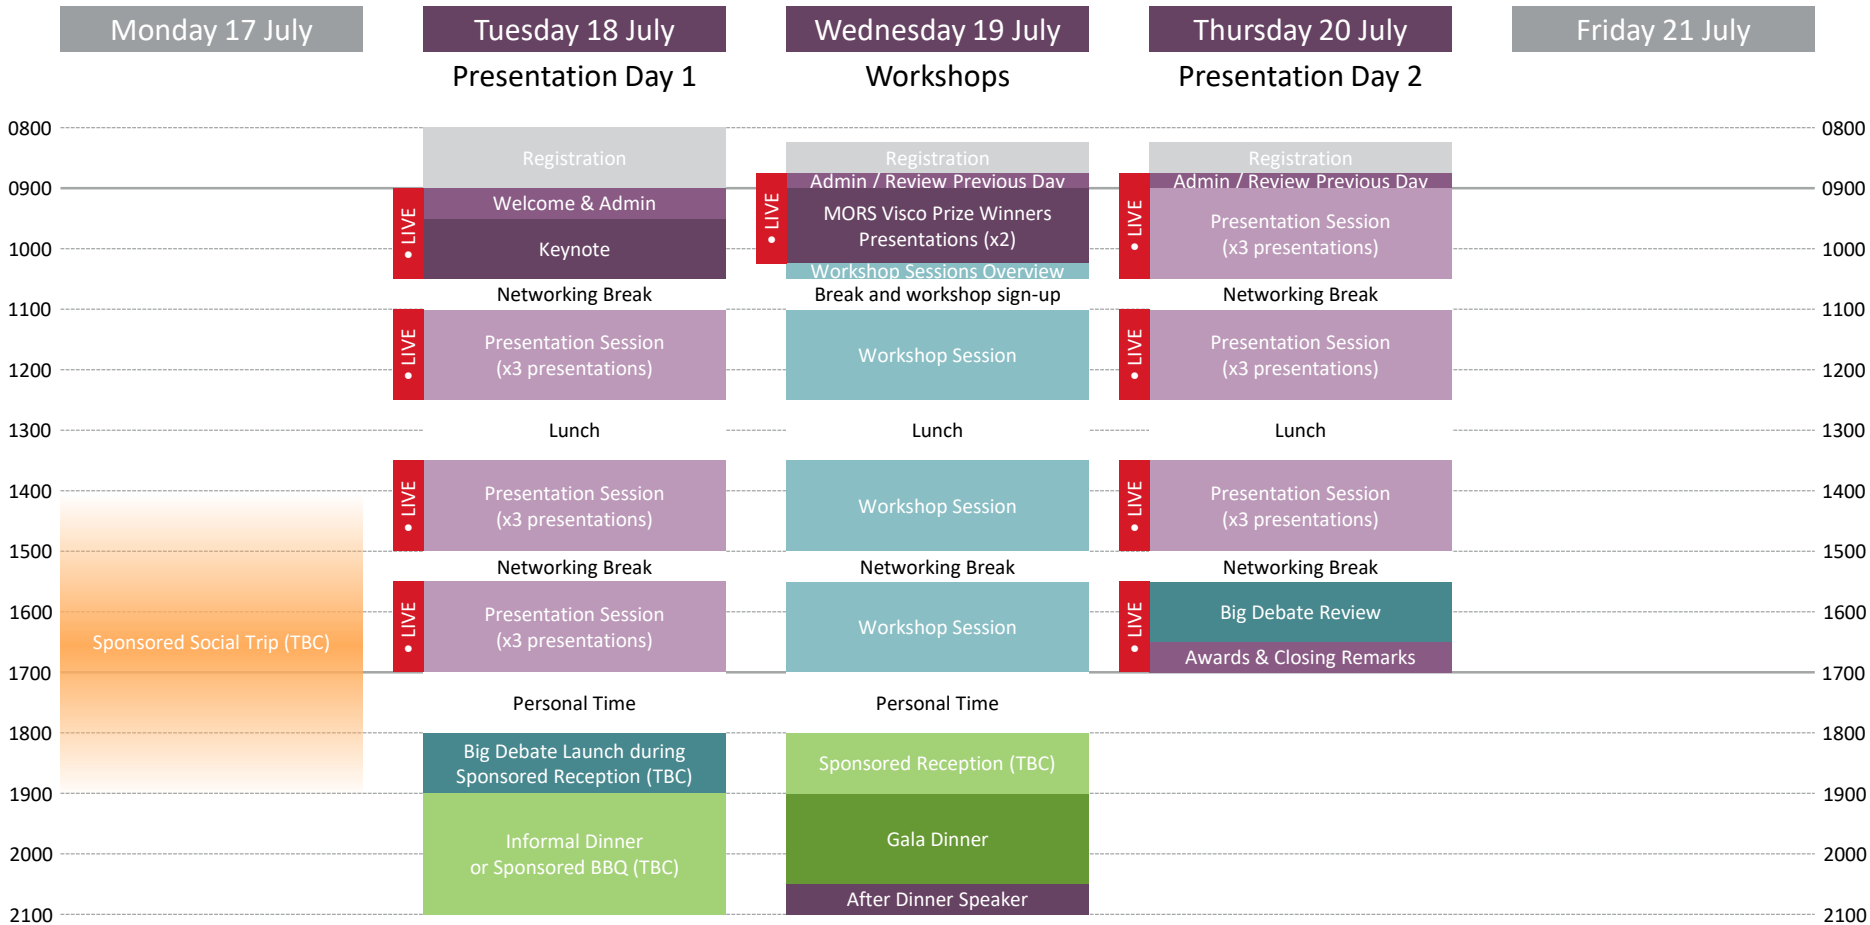 Monday 17 July
Tuesday 18 July
Wednesday 19 July
Thursday 20 July
Friday 21 July
Presentation Day 1
Workshops
Presentation Day 2
0800
0900
1000
1100
1200
1300
1400
1500
1600
1700
1800
1900
2000
2100
Sponsored Social Trip (TBC)
Registration
• LIVE
Welcome & Admin
Keynote
Networking Break
• LIVE
Presentation Session
(x3 presentations)
Lunch
• LIVE
Presentation Session
(x3 presentations)
Networking Break
• LIVE
Presentation Session
(x3 presentations)
Personal Time
Big Debate Launch during
Sponsored Reception (TBC)
Informal Dinner
or Sponsored BBQ (TBC)
Registration
• LIVE
Admin / Review Previous Day
MORS Visco Prize Winners
Presentations (x2)
Workshop Sessions Overview
Break and workshop sign-up
Workshop Session
Lunch
Workshop Session
Networking Break
Workshop Session
Personal Time
Sponsored Reception (TBC)
Gala Dinner
After Dinner Speaker
Registration
• LIVE
Admin / Review Previous Day
Presentation Session
(x3 presentations)
Networking Break
• LIVE
Presentation Session
(x3 presentations)
Lunch
• LIVE
Presentation Session
(x3 presentations)
Networking Break
• LIVE
Big Debate Review
Awards & Closing Remarks
0800
0900
1000
1100
1200
1300
1400
1500
1600
1700
1800
1900
2000
2100